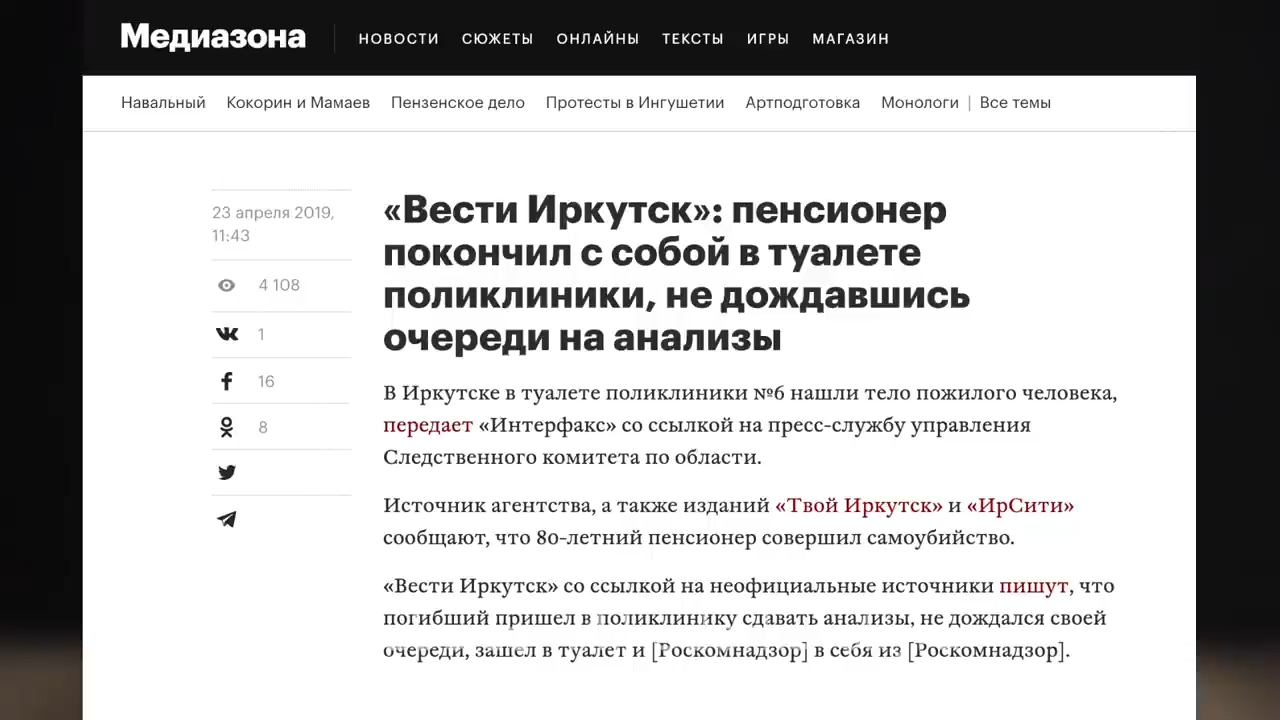 Медиазона
НОВОСТИ СЮЖЕТЫ ОНЛАЙНЫ ТЕКСТЫ ИГРЫ МАГАЗИН
Навальный Кокорин и Мамаев Пензенское дело Протесты в Ингушетии Артподготовка Монологи | Все темы
23 апреля 2019,
11:43
4 108
1
16
8
«Вести Иркутск»: пенсионер
покончил с собой в туалете
поликлиники, не дождавшись
очереди на анализы
В Иркутске в туалете поликлиники №6 нашли тело пожилого человека,
передает «Интерфакс» со ссылкой на пресс-службу управления
Следственного комитета по области.
Источник агентства, а также изданий «Твой Иркутск» и «ИрСити»
сообщают, что 80-летний пенсионер совершил самоубийство.
«Вести Иркутск» со ссылкой на неофициальные источники пишут, что
погибший пришел в поликлинику сдавать анализы, не дождался своей
очереди, зашел в туалет и [Роскомнадзор] в себя из [Роскомнадзор].